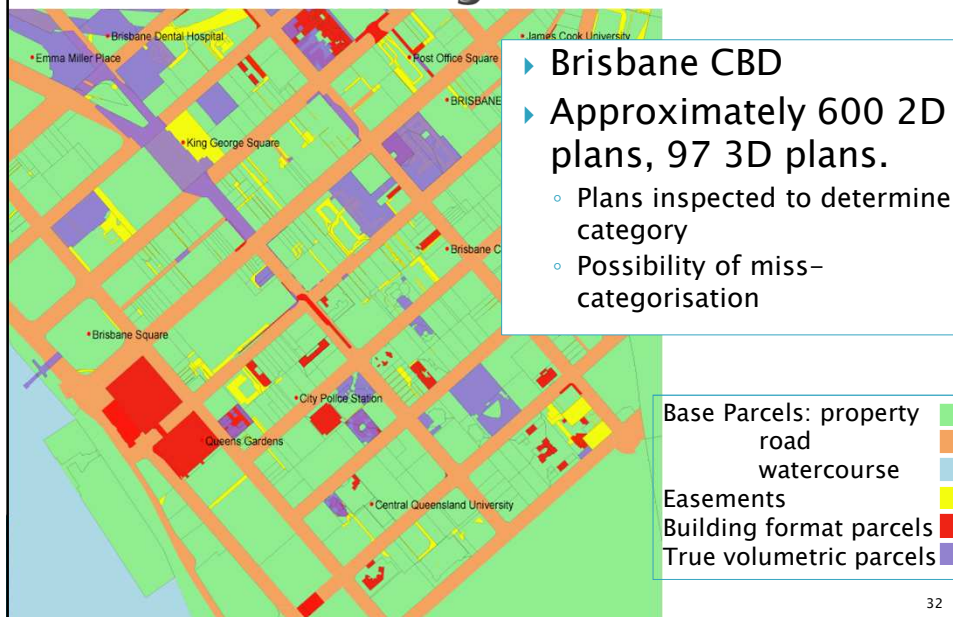 Brisbane CBD
Approximately 600 2D
plans, 97 3D plans.
Plans inspected to determine
category
Possibility of miss-
categorisation
Brisbane Dental Hospital
Emma Miller Place
James Cook University
Post Office Square
BRISBANE
King George Square
Brisbane C
Brisbane Square
City Police Station
Queens Gardens
Central Queensland University
Base Parcels: property
road
watercourse
Easements
Building format parcels
True volumetric parcels
32